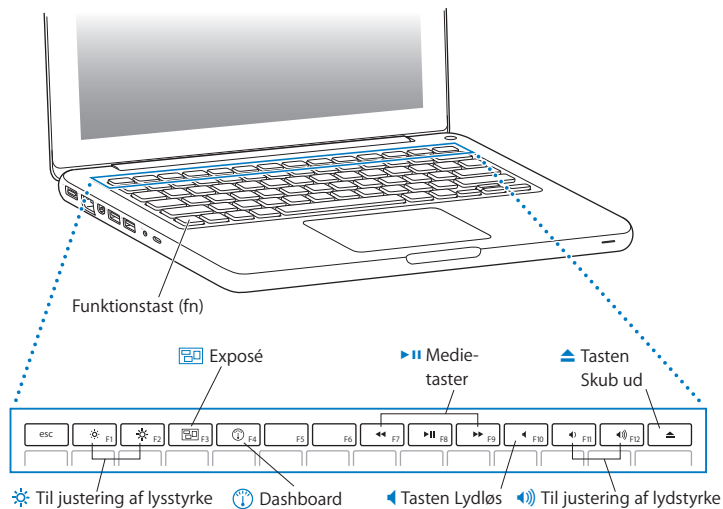 Funktionstast (fn)
Exposé
Medie-
taster
Tasten
Skub ud
esc F1 F2 F3 F4 F5 F6 F7 F8 F9 F10 F11 F12
Til justering af lysstyrke
Dashboard
Tasten Lydløs
Til justering af lydstyrke